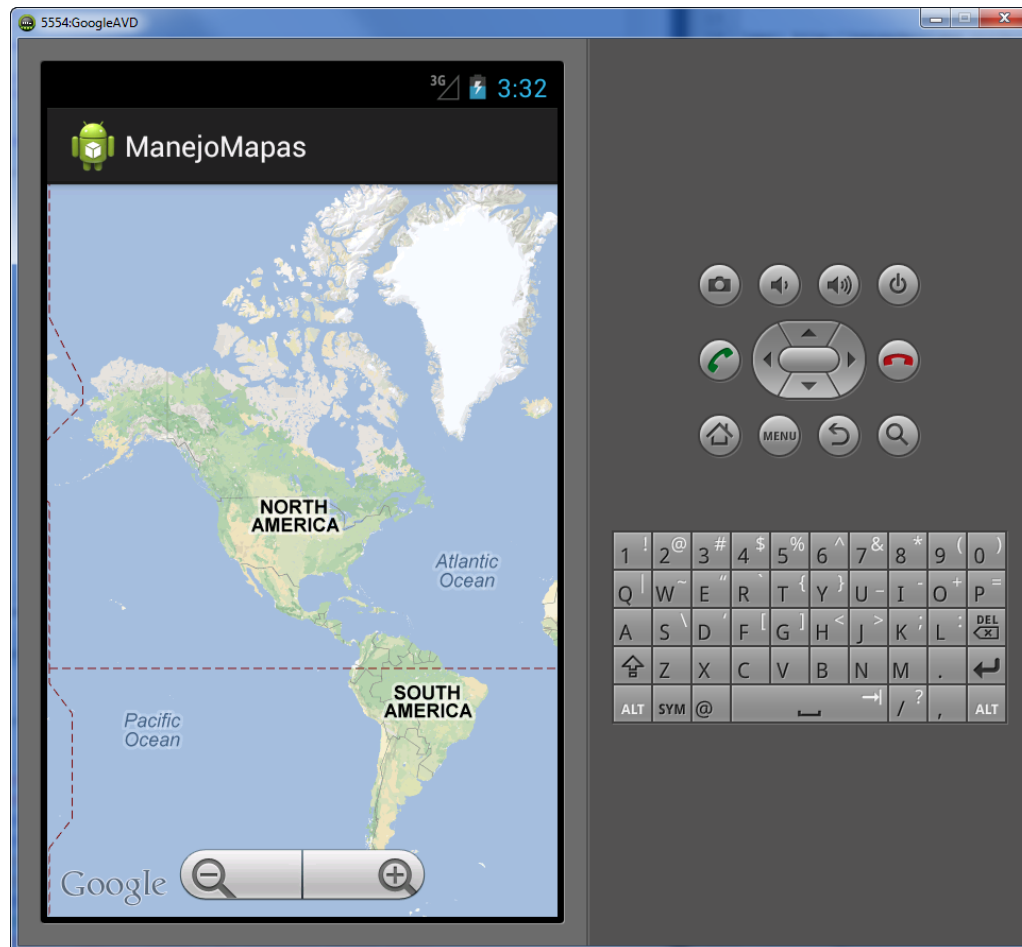 5554:GoogleAVD
3G 3:32
ManejoMapas
NORTH
AMERICA
Atlantic
Ocean
SOUTH
AMERICA
Pacific
Ocean
Google
MENU
1 ! 2 @ 3 # 4 $ 5 % 6 ^ 7 & 8 * 9 ( 0 )
Q | W ~ E " R ` T { Y } U _ I - O + P =
A S \ D ' F [ G ] H < J > K ; L : DEL
Z X C V B N M .
ALT SYM @ / ? , ALT